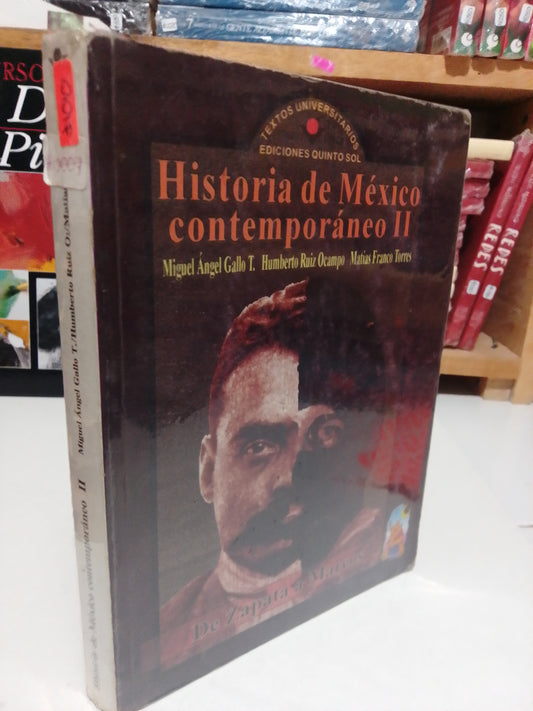 TEXTOS UNIVERSITARIOS
EDICIONES QUINTO SOL
Historia de México
contemporáneo II
Miguel Ángel Gallo T. Humberto Ruiz Ocampo Matías Franco Torres
De Zapata a
Historia de México contemporáneo II Miguel Ángel Gallo T./Humberto Ruiz O./Matías
REDES
REDES